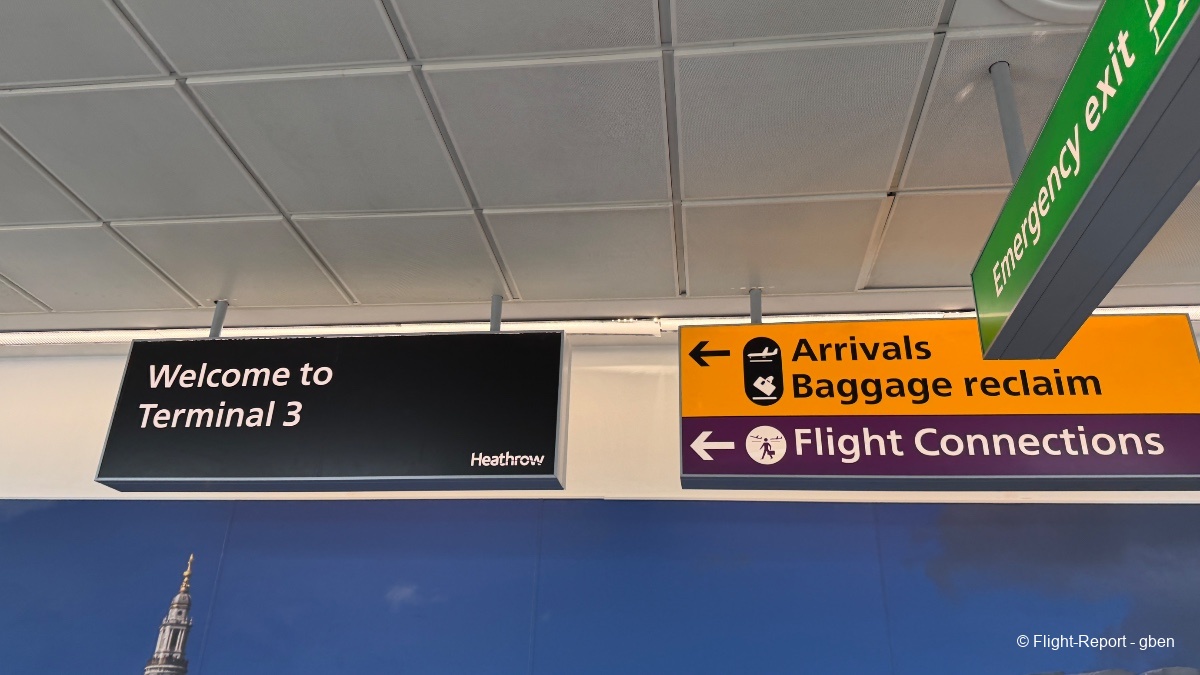 Welcome to
Terminal 3
Heathrow
Arrivals
Baggage reclaim
Flight Connections
Emergency exit
© Flight-Report - gben